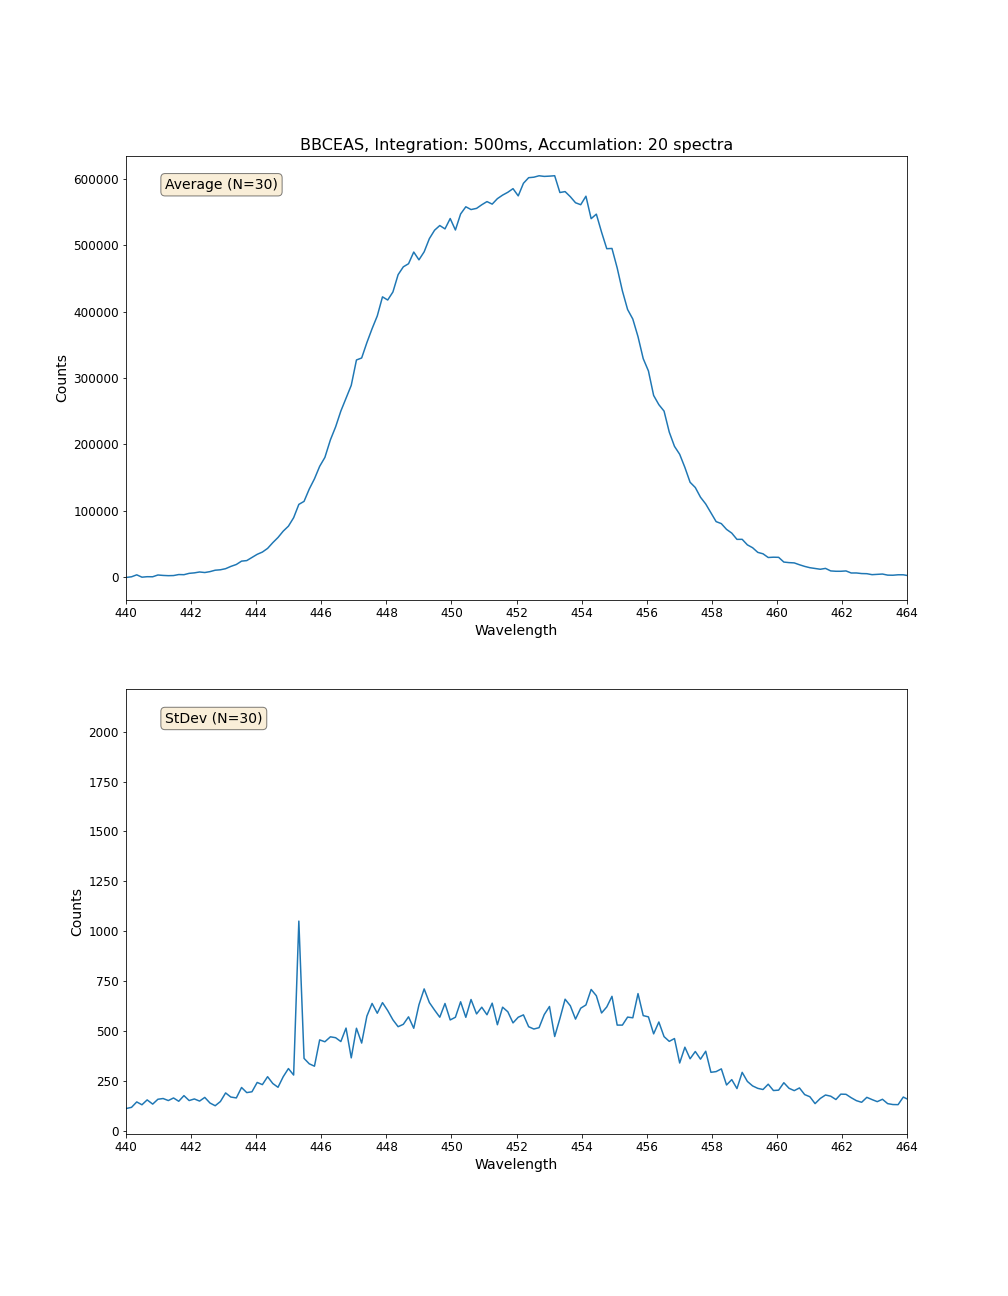 BBCEAS, Integration: 500ms, Accumlation: 20 spectra
Average (N=30)
600000
500000
400000
300000
200000
100000
0
Counts
440 442 444 446 448 450 452 454 456 458 460 462 464
Wavelength
StDev (N=30)
2000
1750
1500
1250
1000
750
500
250
0
Counts
440 442 444 446 448 450 452 454 456 458 460 462 464
Wavelength